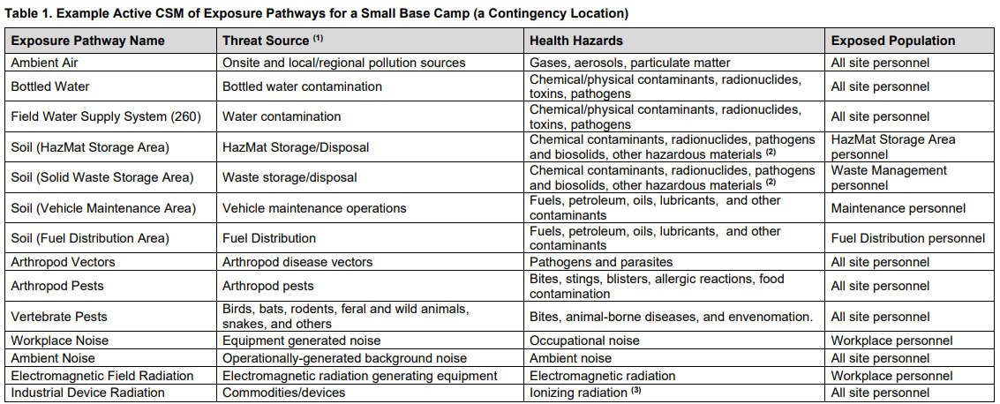 Table 1. Example Active CSM of Exposure Pathways for a Small Base Camp (a Contingency Location)
Exposure Pathway Name Threat Source (1) Health Hazards Exposed Population
Ambient Air Onsite and local/regional pollution sources Gases, aerosols, particulate matter All site personnel
Bottled Water Bottled water contamination Chemical/physical contaminants, radionuclides, toxins, pathogens All site personnel
Field Water Supply System (260) Water contamination Chemical/physical contaminants, radionuclides, toxins, pathogens All site personnel
Soil (HazMat Storage Area) HazMat Storage/Disposal Chemical contaminants, radionuclides, pathogens and biosolids, other hazardous materials (2) HazMat Storage Area personnel
Soil (Solid Waste Storage Area) Waste storage/disposal Chemical contaminants, radionuclides, pathogens and biosolids, other hazardous materials (2) Waste Management personnel
Soil (Vehicle Maintenance Area) Vehicle maintenance operations Fuels, petroleum, oils, lubricants, and other contaminants Maintenance personnel
Soil (Fuel Distribution Area) Fuel Distribution Fuels, petroleum, oils, lubricants, and other contaminants Fuel Distribution personnel
Arthropod Vectors Arthropod disease vectors Pathogens and parasites All site personnel
Arthropod Pests Arthropod pests Bites, stings, blisters, allergic reactions, food contamination All site personnel
Vertebrate Pests Birds, bats, rodents, feral and wild animals, snakes, and others Bites, animal-borne diseases, and envenomation. All site personnel
Workplace Noise Equipment generated noise Occupational noise Workplace personnel
Ambient Noise Operationally-generated background noise Ambient noise All site personnel
Electromagnetic Field Radiation Electromagnetic radiation generating equipment Electromagnetic radiation Workplace personnel
Industrial Device Radiation Commodities/devices Ionizing radiation (3) All site personnel